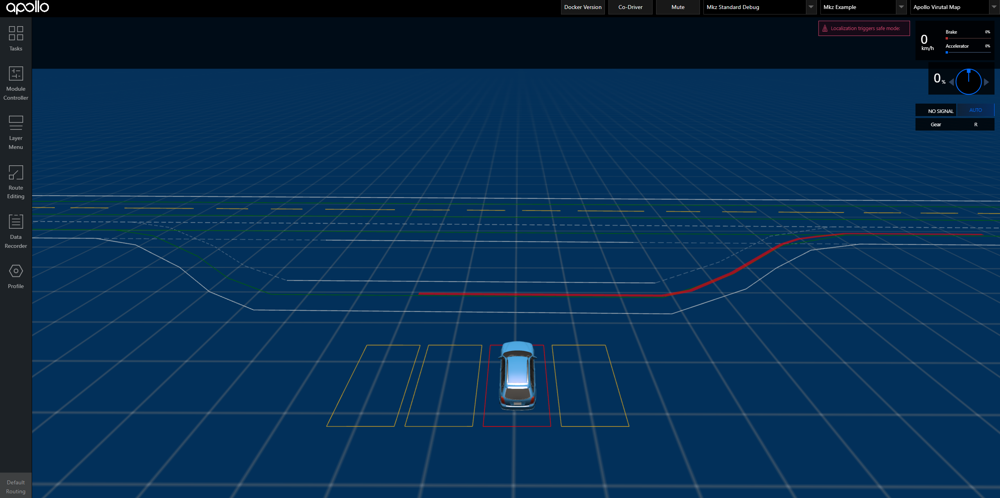 apollo
Docker Version
Co-Driver
Mute
Mkz Standard Debug
Mkz Example
Apollo Virutal Map
Tasks
Module
Controller
Layer
Menu
Route
Editing
Data
Recorder
Profile
Default
Routing
Localization triggers safe mode:
0
km/h
Brake
0%
Accelerator
0%
0 %
NO SIGNAL
AUTO
Gear
R